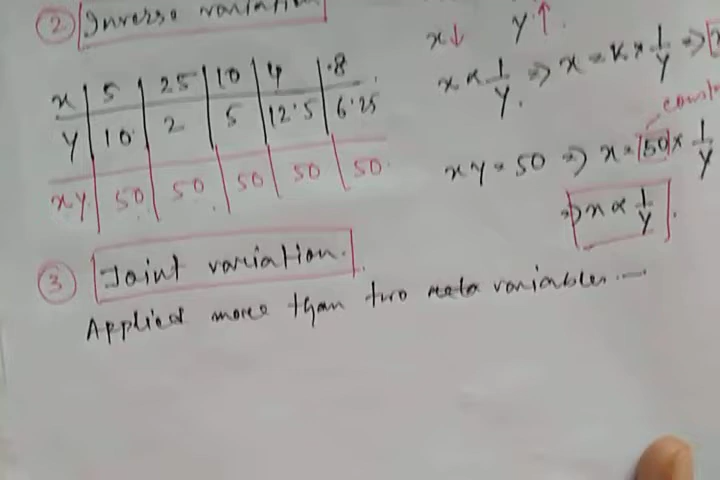 ② Inverse variation
x↓ y↑.
x | 5 | 25 | 10 | 4 | .8
y | 10 | 2 | 5 | 12.5 | 6.25
xy | 50 | 50 | 50 | 50 | 50
x ∝ 1/y. ⇒ x = K × 1/y ⇒
xy = 50 ⇒ x = 50 × 1/y
⇒ x ∝ 1/y.
③ Joint variation.
Applied more than two variables.—